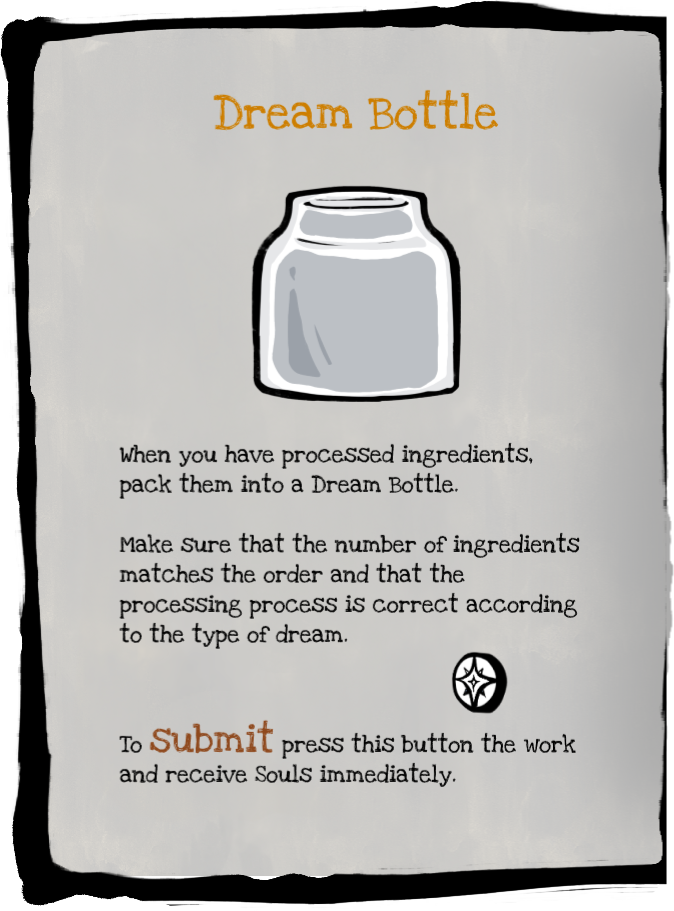 Dream Bottle
When you have processed ingredients,
pack them into a Dream Bottle.
Make sure that the number of ingredients
matches the order and that the
processing process is correct according
to the type of dream.
To submit press this button the work
and receive Souls immediately.